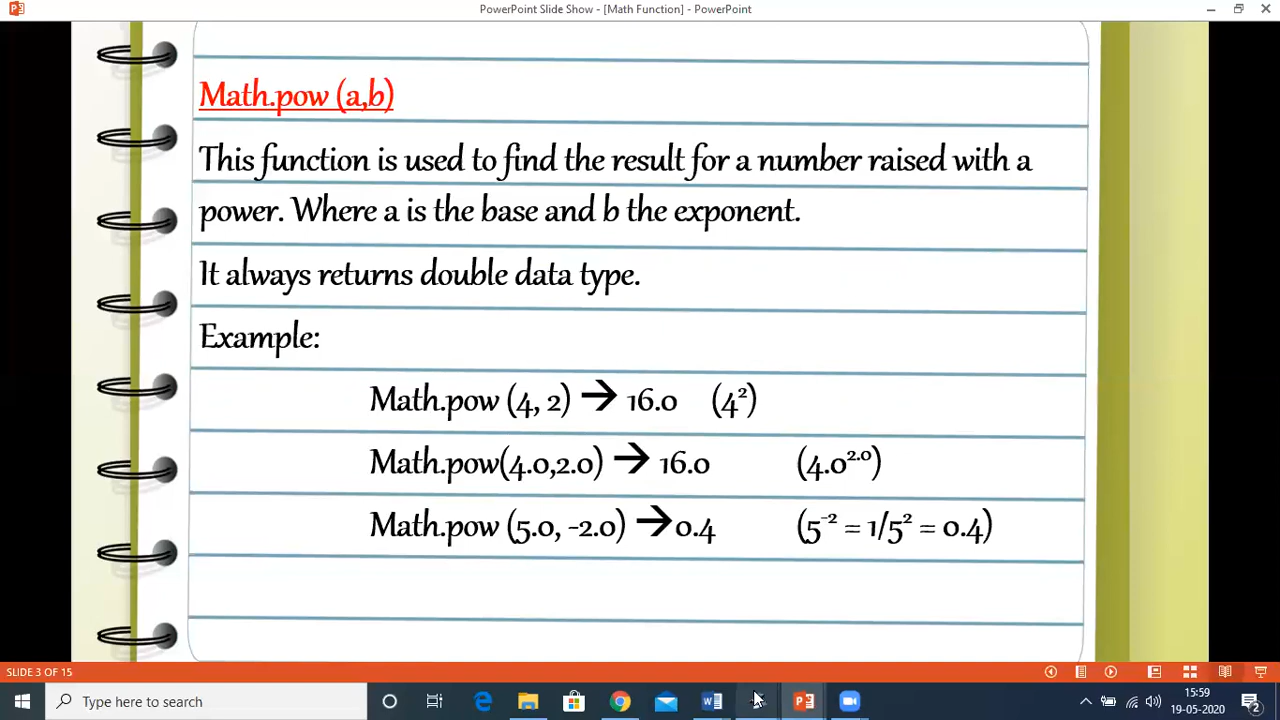 PowerPoint Slide Show - [Math Function] - PowerPoint
Math.pow (a,b)
This function is used to find the result for a number raised with a
power. Where a is the base and b the exponent.
It always returns double data type.
Example:
Math.pow (4, 2) → 16.0 (4²)
Math.pow(4.0,2.0) → 16.0 (4.0²·⁰)
Math.pow (5.0, -2.0) →0.4 (5⁻² = 1/5² = 0.4)
SLIDE 3 OF 15
Type here to search
15:59
19-05-2020
2